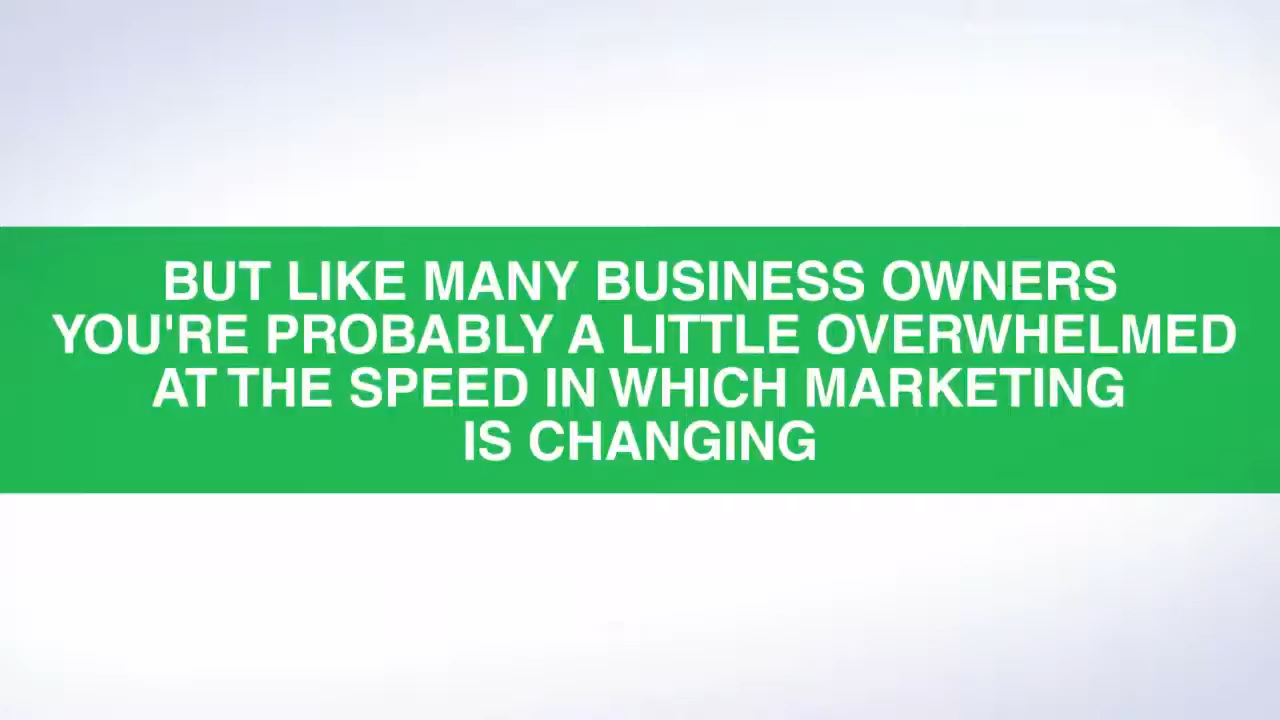 BUT LIKE MANY BUSINESS OWNERS
YOU'RE PROBABLY A LITTLE OVERWHELMED
AT THE SPEED IN WHICH MARKETING
IS CHANGING